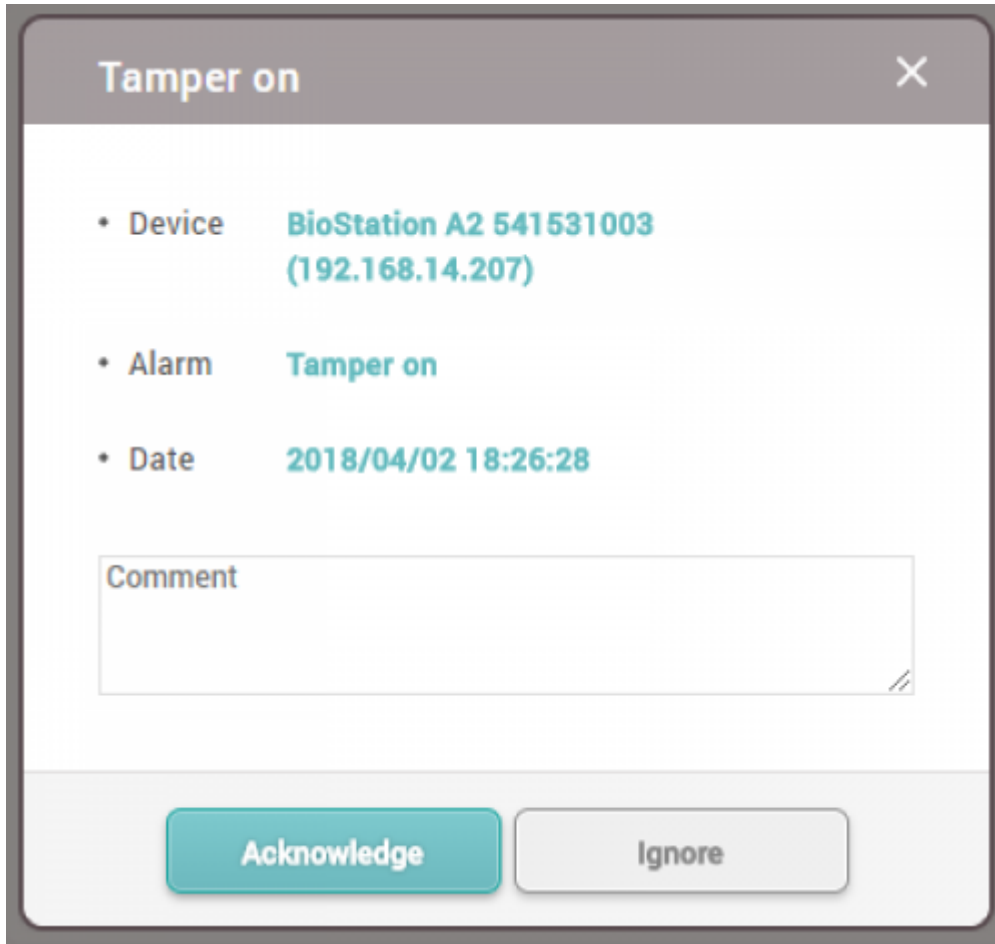 Tamper on
• Device BioStation A2 541531003
(192.168.14.207)
• Alarm Tamper on
• Date 2018/04/02 18:26:28
Comment
Acknowledge Ignore